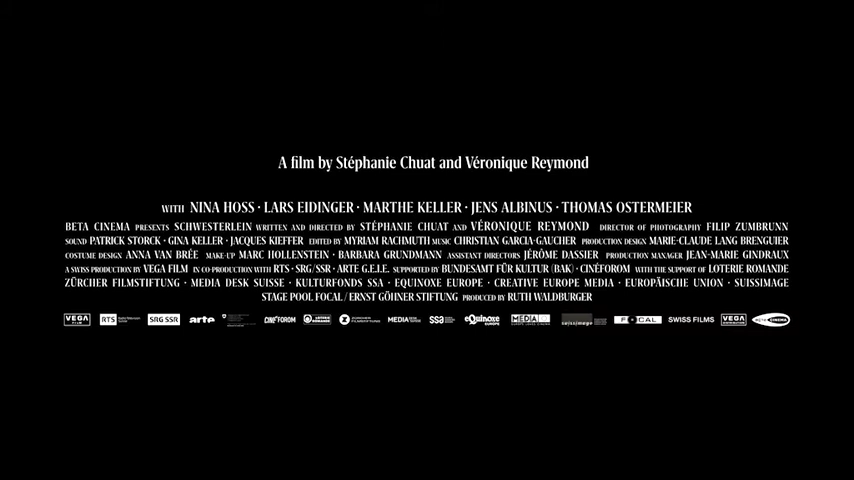 A film by Stéphanie Chuat and Véronique Reymond
WITH NINA HOSS · LARS EIDINGER · MARTHE KELLER · JENS ALBINUS · THOMAS OSTERMEIER
BETA CINEMA PRESENTS SCHWESTERLEIN WRITTEN AND DIRECTED BY STÉPHANIE CHUAT AND VÉRONIQUE REYMOND DIRECTOR OF PHOTOGRAPHY FILIP ZUMBRUNN
SOUND PATRICK STORCK · GINA KELLER · JACQUES KIEFFER EDITED BY MYRIAM RACHMUTH MUSIC CHRISTIAN GARCIA-GAUCHER PRODUCTION DESIGN MARIE-CLAUDE LANG BRENGUIER
COSTUME DESIGN ANNA VAN BRÉE MAKE-UP MARC HOLLENSTEIN · BARBARA GRUNDMANN ASSISTANT DIRECTORS JÉRÔME DASSIER PRODUCTION MANAGER JEAN-MARIE GINDRAUX
A SWISS PRODUCTION BY VEGA FILM IN CO PRODUCTION WITH RTS · SRG/SSR · ARTE G.E.I.E. SUPPORTED BY BUNDESAMT FÜR KULTUR (BAK) · CINÉFOROM WITH THE SUPPORT OF LOTERIE ROMANDE
ZÜRCHER FILMSTIFTUNG · MEDIA DESK SUISSE · KULTURFONDS SSA · EQUINOXE EUROPE · CREATIVE EUROPE MEDIA · EUROPÄISCHE UNION · SUISSIMAGE
STAGE POOL FOCAL / ERNST GÖHNER STIFTUNG PRODUCED BY RUTH WALDBURGER
VEGA FILM RTS SRG SSR arte CINÉFOROM LOTERIE ROMANDE MEDIA SSA eQuinoxe EUROPE MEDIA suissimage FOCAL SWISS FILMS VEGA BETA CINEMA